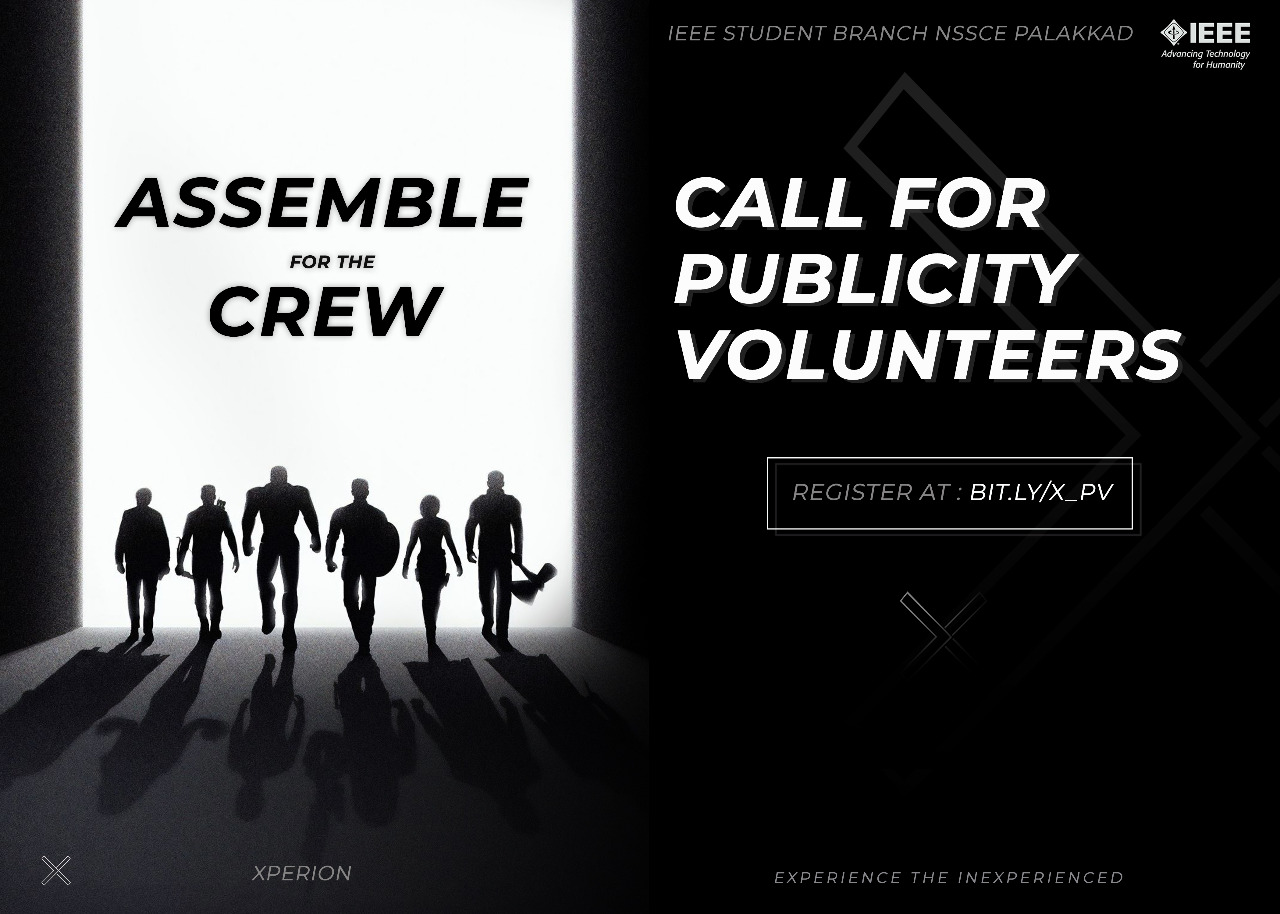 ASSEMBLE
FOR THE
CREW
XPERION
IEEE STUDENT BRANCH NSSCE PALAKKAD
IEEE
Advancing Technology
for Humanity
CALL FOR
PUBLICITY
VOLUNTEERS
REGISTER AT : BIT.LY/X_PV
EXPERIENCE THE INEXPERIENCED